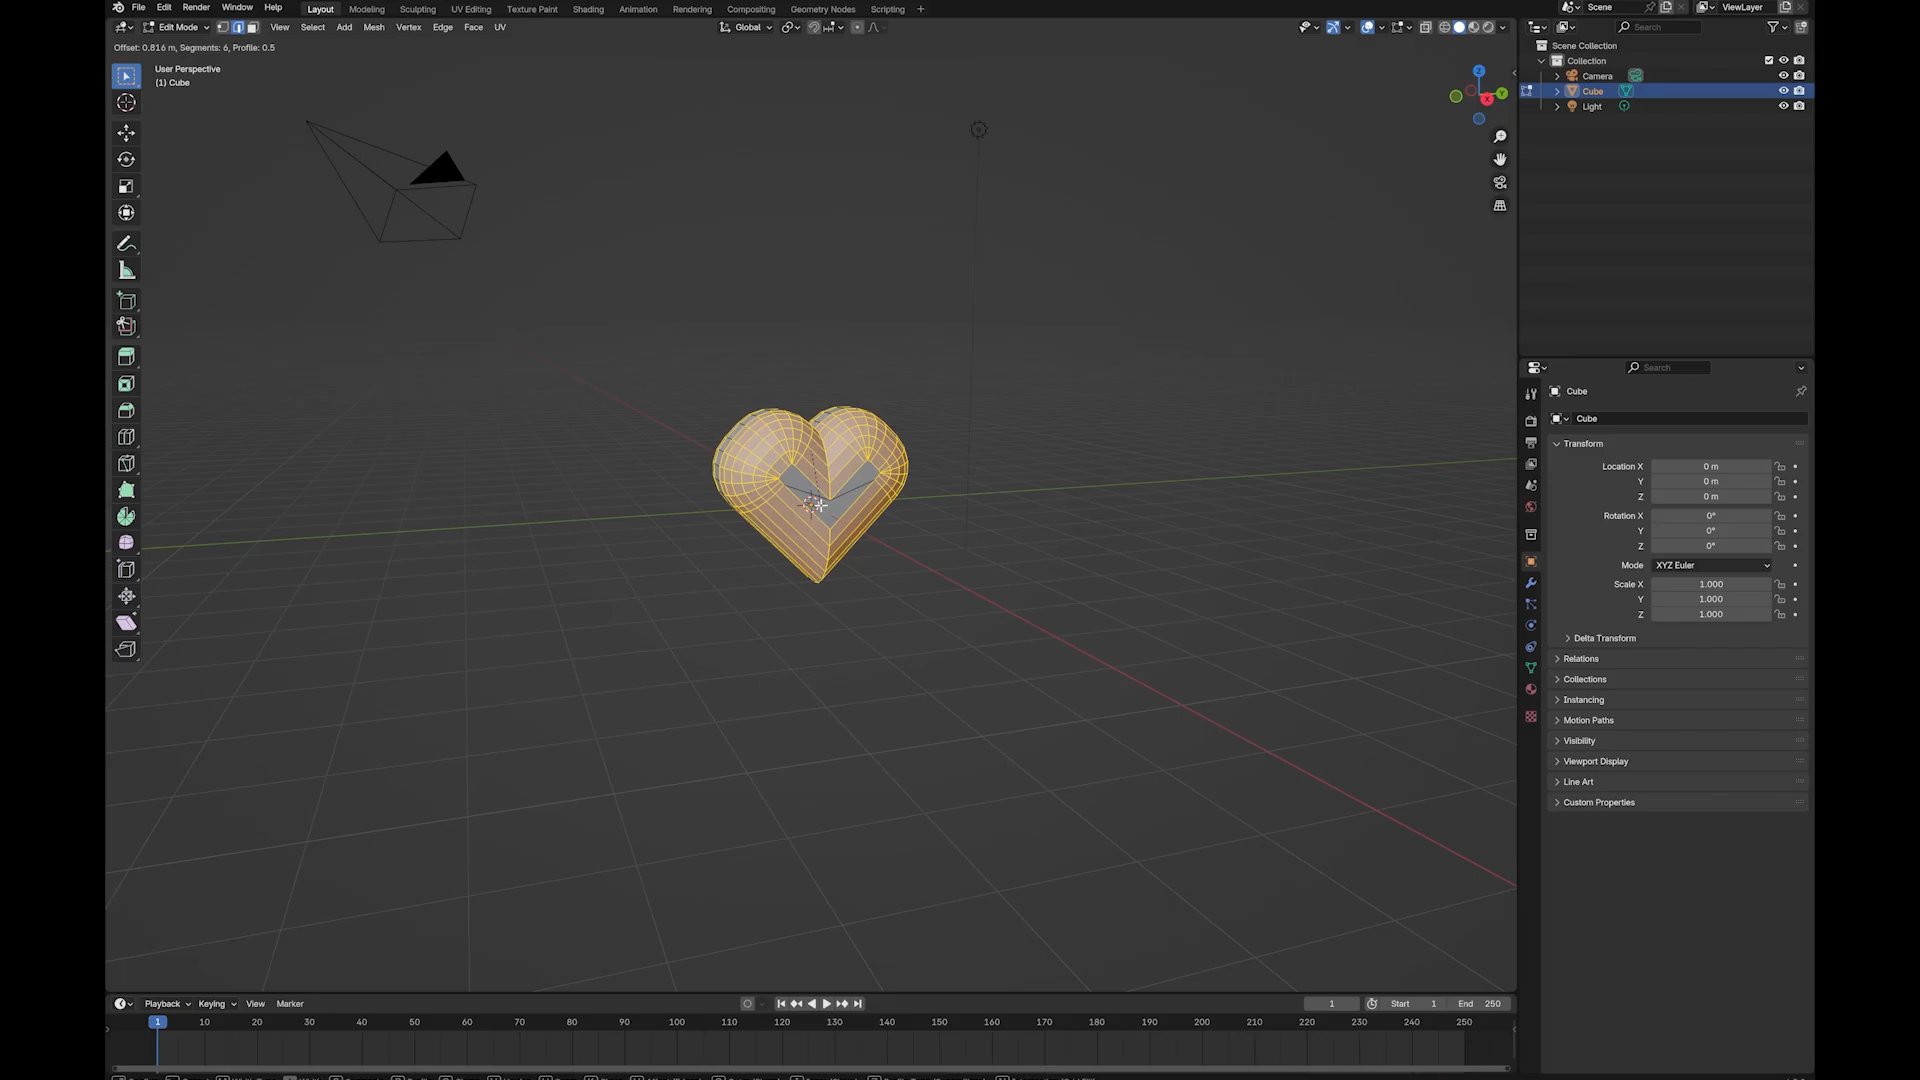 File Edit Render Window Help Layout Modeling Sculpting UV Editing Texture Paint Shading Animation Rendering Compositing Geometry Nodes Scripting + Scene ViewLayer
Edit Mode View Select Add Mesh Vertex Edge Face UV Global Search
Offset: 0.816 m, Segments: 6, Profile: 0.5
User Perspective
(1) Cube
Z
Y
X
Scene Collection
Collection
Camera
Cube
Light
Search
Cube
Cube
Transform
Location X 0 m
Y 0 m
Z 0 m
Rotation X 0°
Y 0°
Z 0°
Mode XYZ Euler
Scale X 1.000
Y 1.000
Z 1.000
Delta Transform
Relations
Collections
Instancing
Motion Paths
Visibility
Viewport Display
Line Art
Custom Properties
Playback Keying View Marker 1 Start 1 End 250
1 10 20 30 40 50 60 70 80 90 100 110 120 130 140 150 160 170 180 190 200 210 220 230 240 250